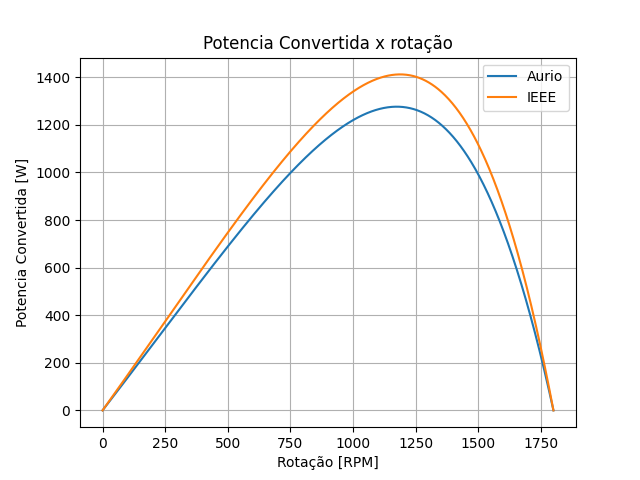 Potencia Convertida x rotação
Aurio
IEEE
Potencia Convertida [W]
1400
1200
1000
800
600
400
200
0
0 250 500 750 1000 1250 1500 1750
Rotação [RPM]